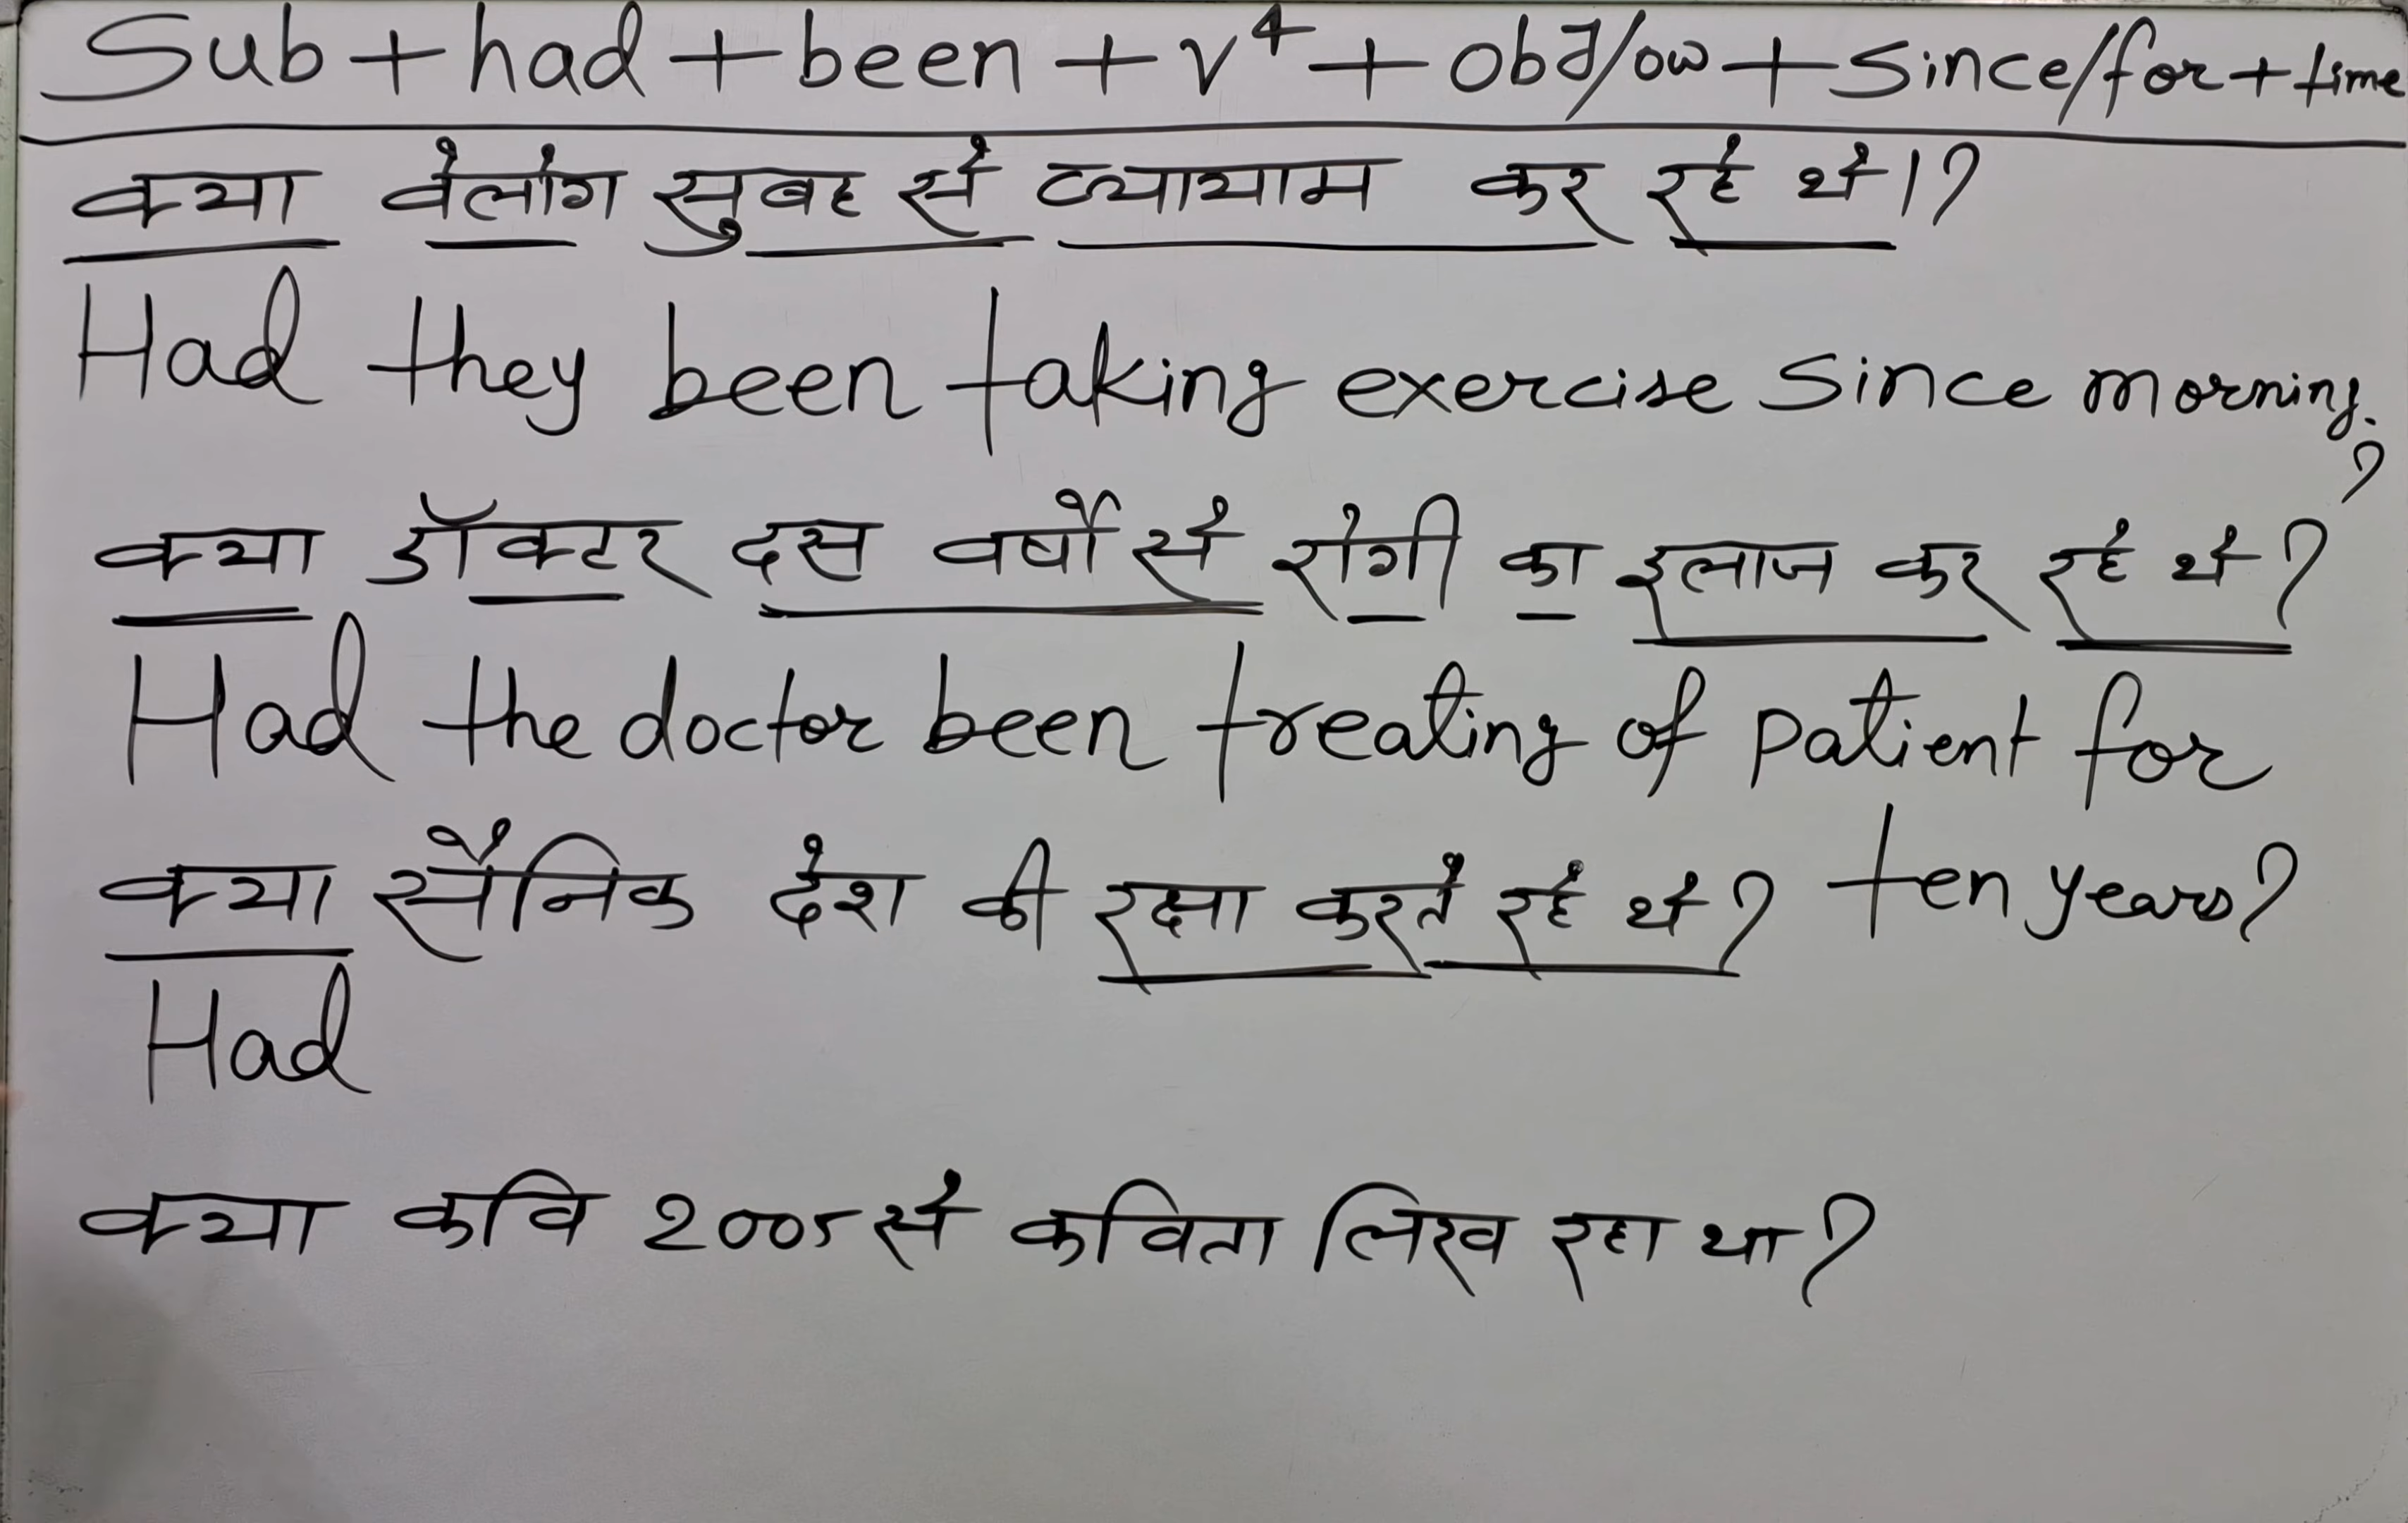 Sub + had + been + V⁴ + obj/ow + since/for + time
क्या वेलोग सुबह से व्यायाम कर रहे थे।?
Had they been taking exercise since morning.?
क्या डॉक्टर दस वर्षों से रोगी का इलाज कर रहे थे?
Had the doctor been treating of patient for
ten years?
क्या सैनिक देश की रक्षा करते रहे थे?
Had
क्या कवि 2005 से कविता लिख रहा था?